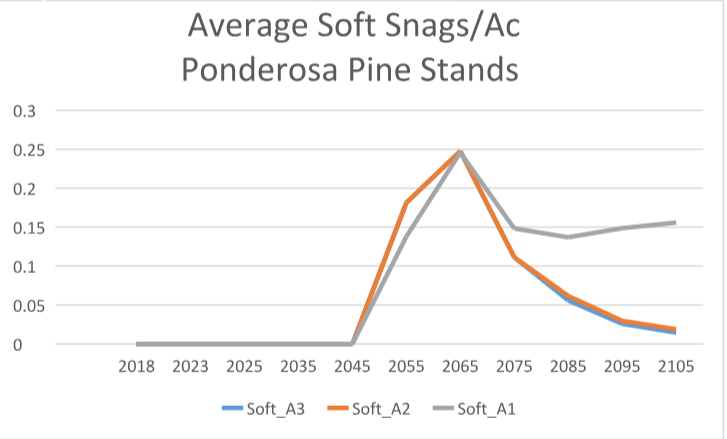 Average Soft Snags/Ac
Ponderosa Pine Stands
0.3
0.25
0.2
0.15
0.1
0.05
0
2018 2023 2025 2035 2045 2055 2065 2075 2085 2095 2105
Soft_A3 Soft_A2 Soft_A1